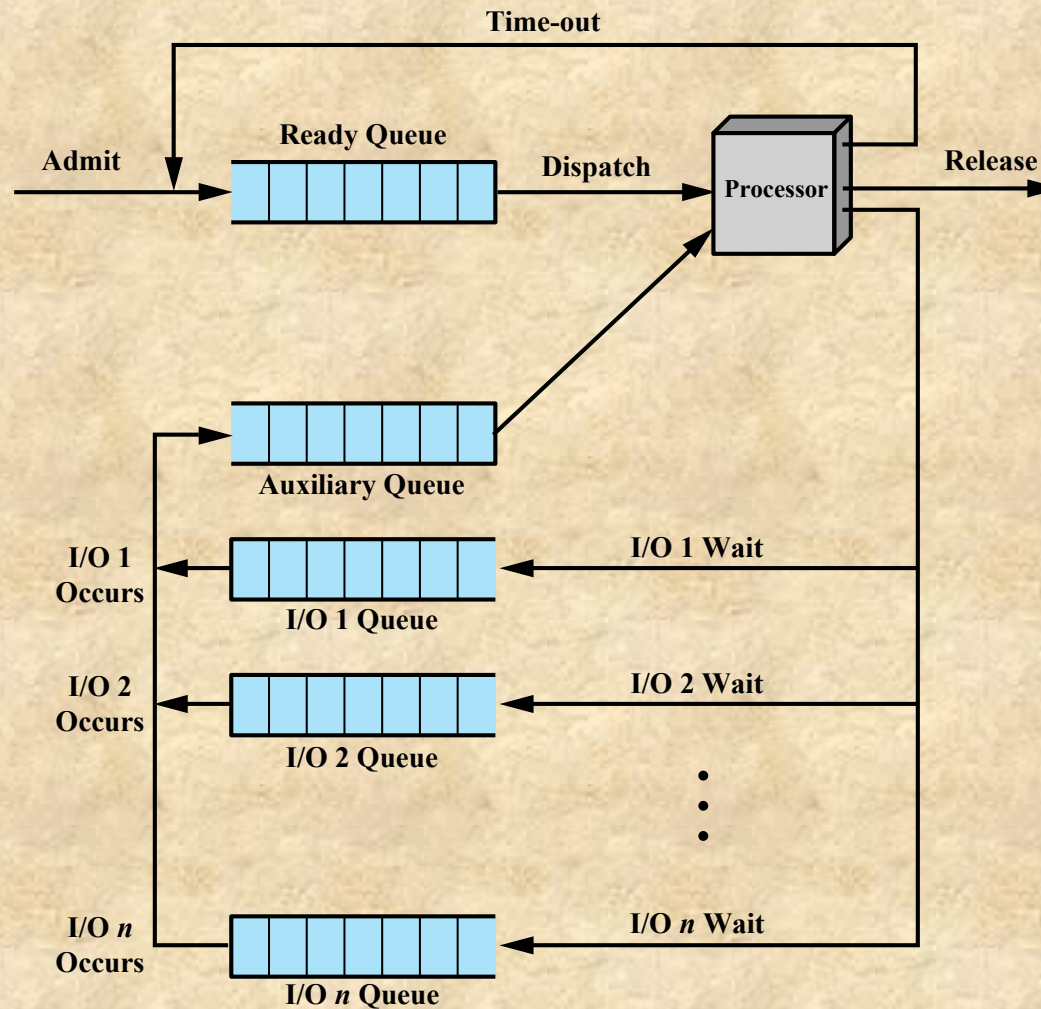 Time-out
Ready Queue
Admit
Dispatch
Processor
Release
Auxiliary Queue
I/O 1
Occurs
I/O 1 Wait
I/O 1 Queue
I/O 2
Occurs
I/O 2 Wait
I/O 2 Queue
I/O n
Occurs
I/O n Wait
I/O n Queue